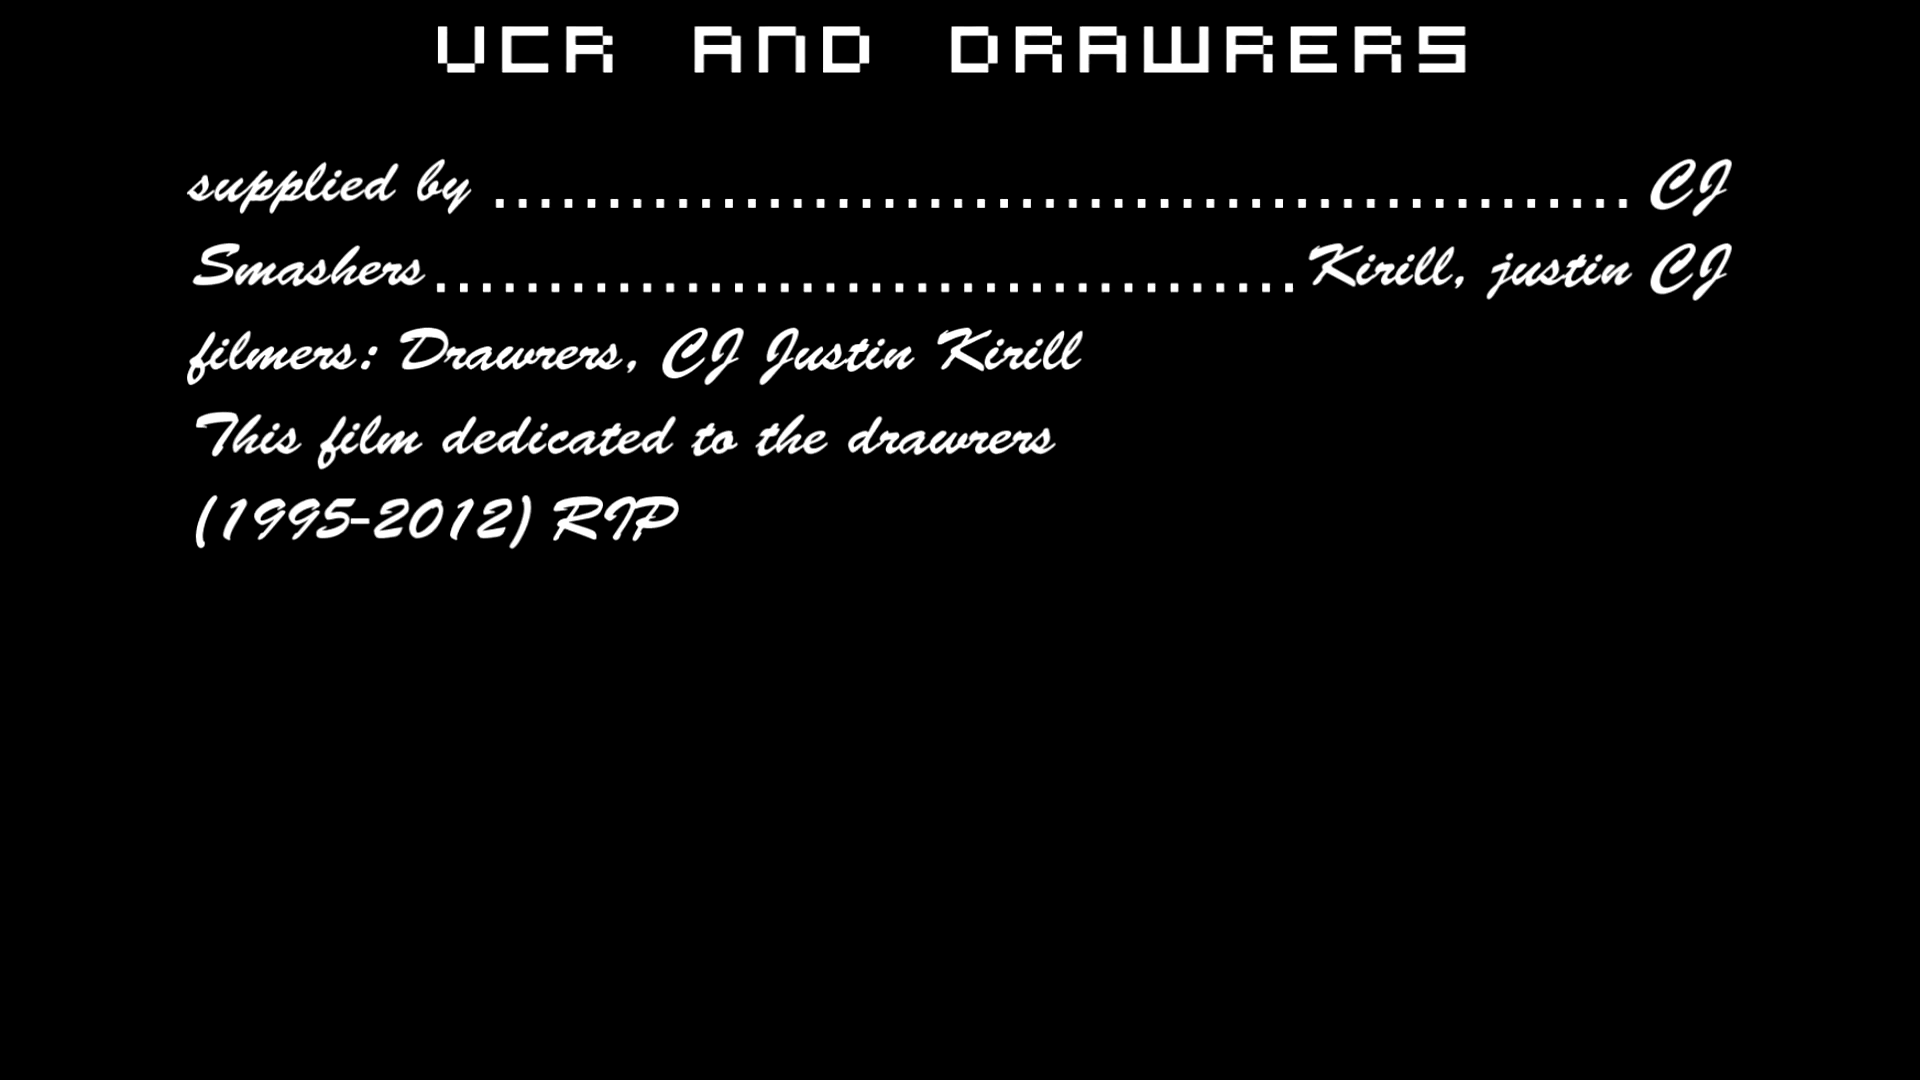 VCR AND DRAWRERS
supplied by .................................................. CJ
Smashers......................................Kirill, justin CJ
filmers: Drawrers, CJ Justin Kirill
This film dedicated to the drawrers
(1995-2012) RIP